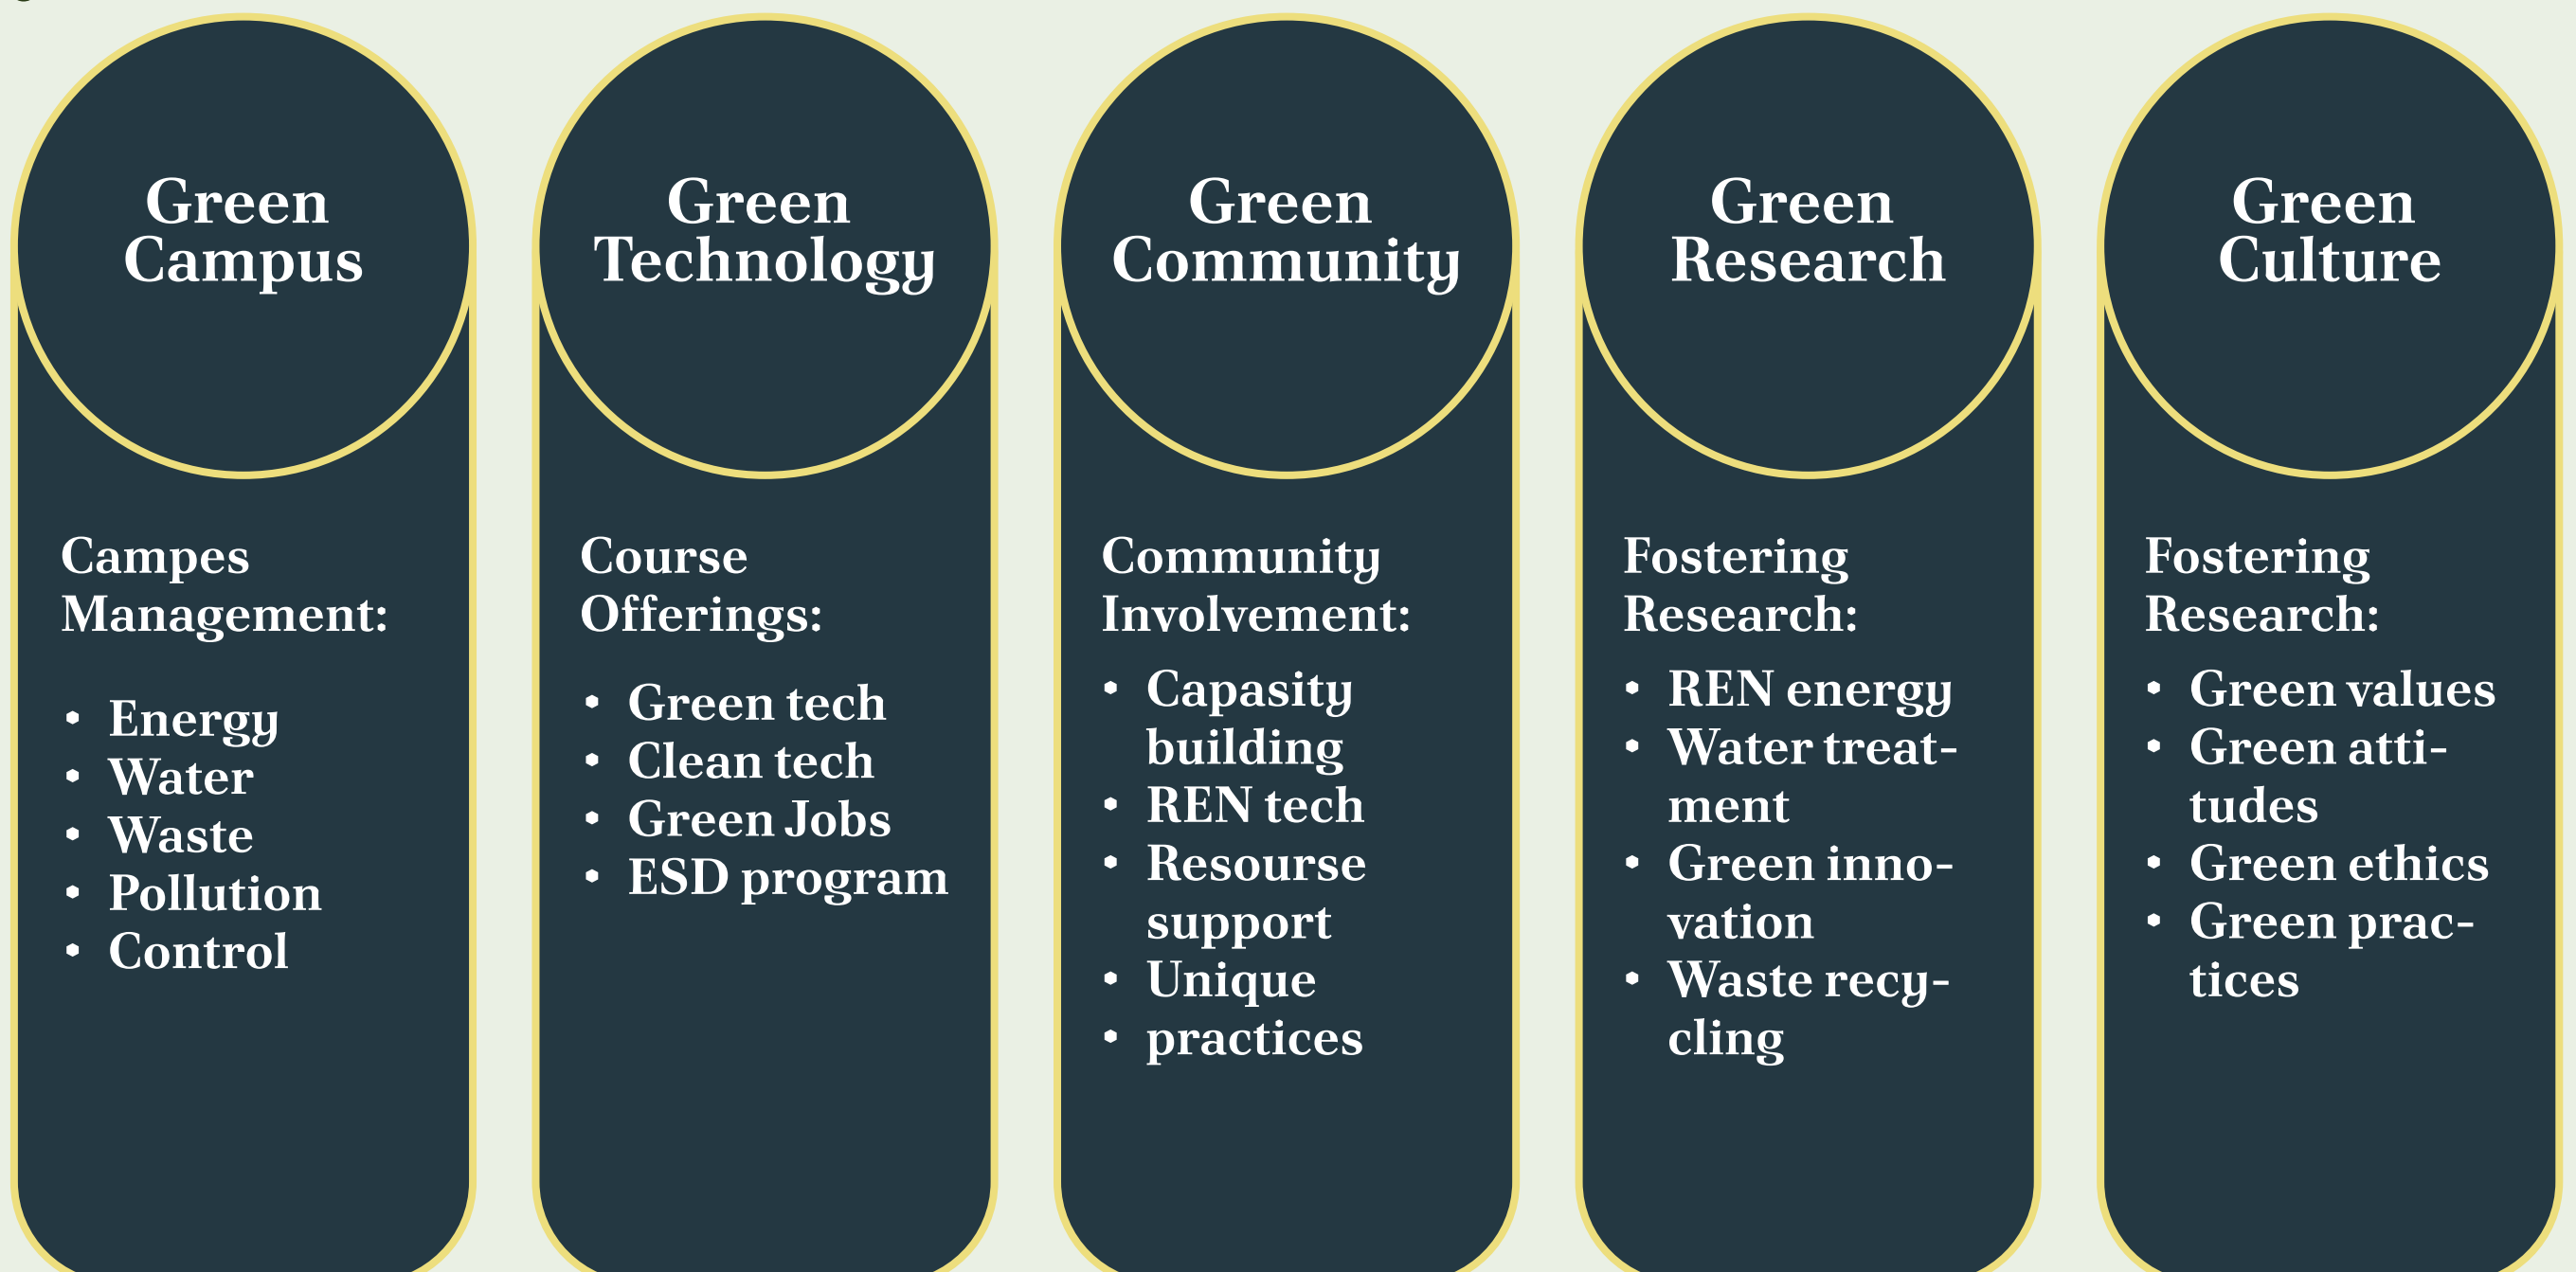 Green
Campus
Campes
Management:
• Energy
• Water
• Waste
• Pollution
• Control
Green
Technology
Course
Offerings:
• Green tech
• Clean tech
• Green Jobs
• ESD program
Green
Community
Community
Involvement:
• Capasity
building
• REN tech
• Resourse
support
• Unique
• practices
Green
Research
Fostering
Research:
• REN energy
• Water treat-
ment
• Green inno-
vation
• Waste recy-
cling
Green
Culture
Fostering
Research:
• Green values
• Green atti-
tudes
• Green ethics
• Green prac-
tices